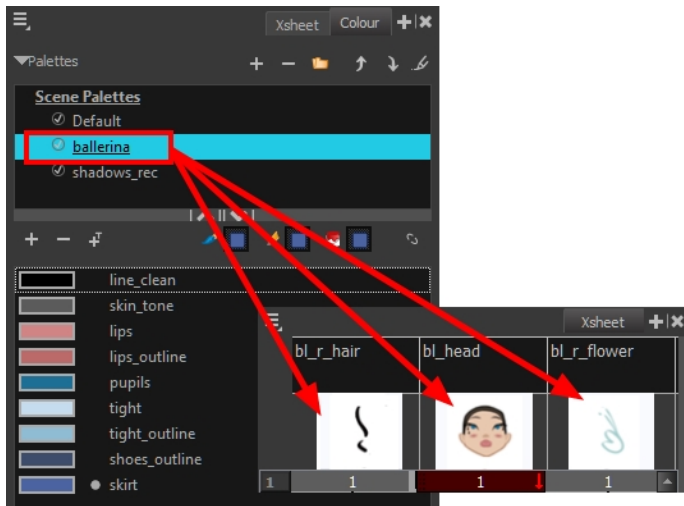 Xsheet Colour
Palettes
Scene Palettes
Default
ballerina
shadows_rec
line_clean
skin_tone
lips
lips_outline
pupils
tight
tight_outline
shoes_outline
skirt
Xsheet
bl_r_hair bl_head bl_r_flower
1 1 1 1